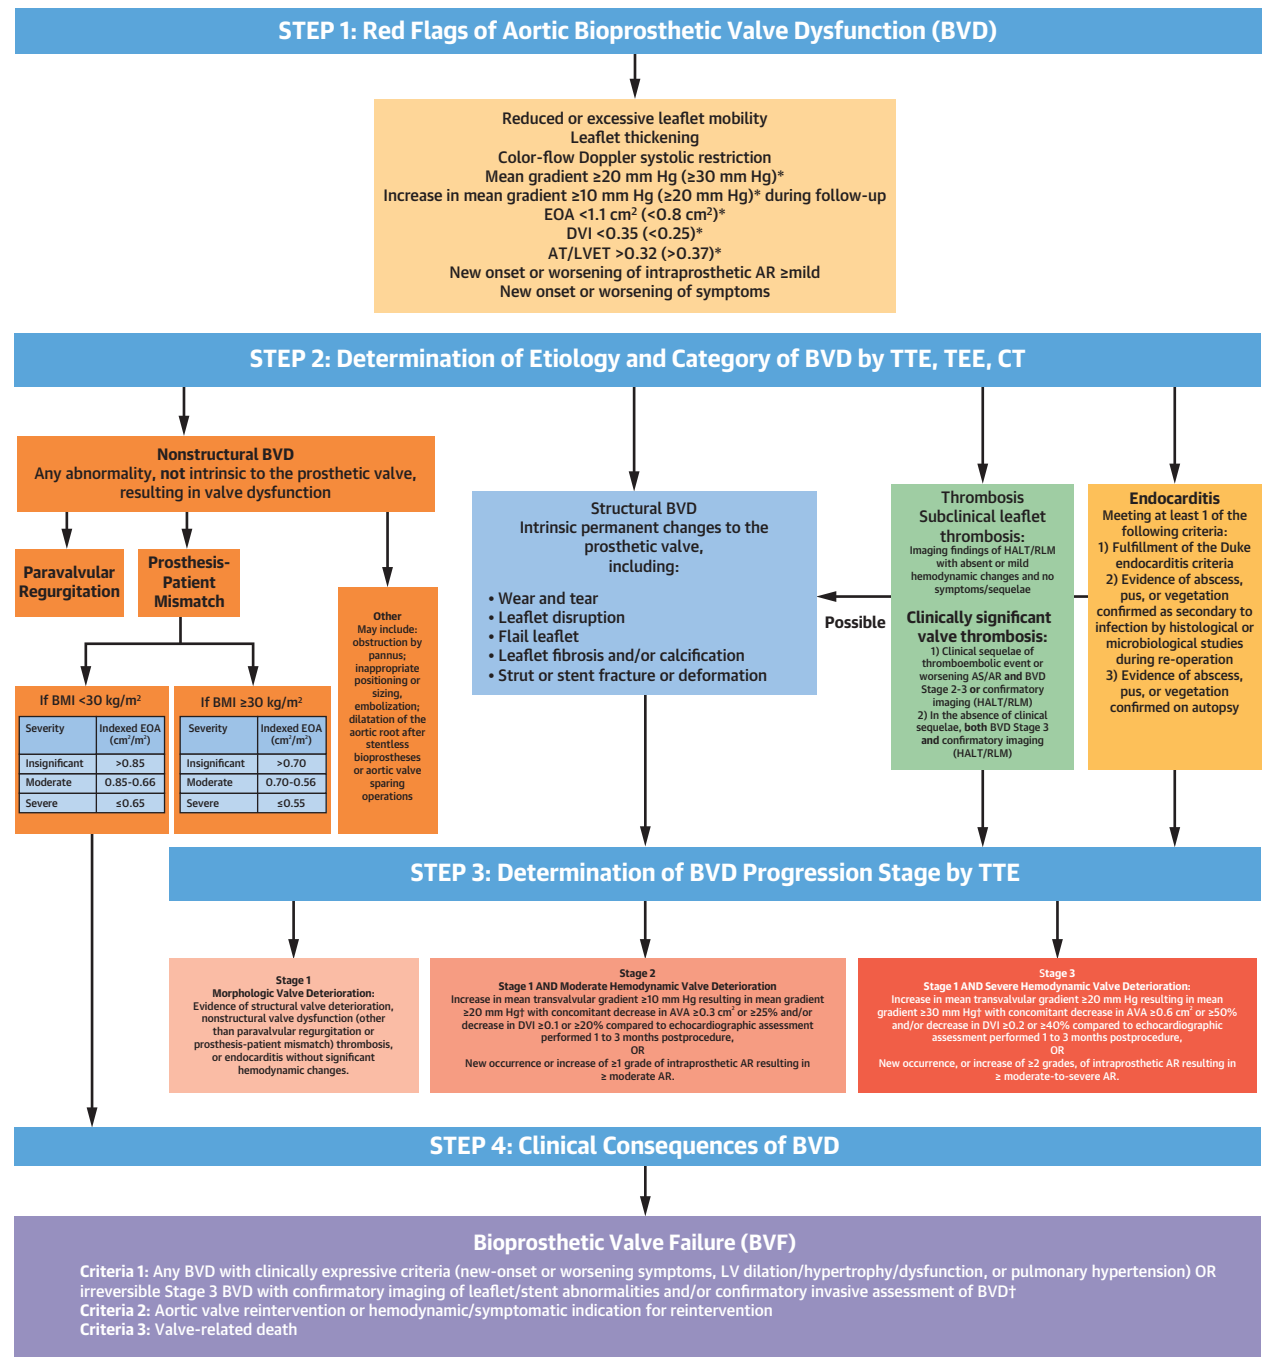 STEP 1: Red Flags of Aortic Bioprosthetic Valve Dysfunction (BVD)
Reduced or excessive leaflet mobility
Leaflet thickening
Color-flow Doppler systolic restriction
Mean gradient ≥20 mm Hg (≥30 mm Hg)*
Increase in mean gradient ≥10 mm Hg (≥20 mm Hg)* during follow-up
EOA <1.1 cm² (<0.8 cm²)*
DVI <0.35 (<0.25)*
AT/LVET >0.32 (>0.37)*
New onset or worsening of intraprosthetic AR ≥mild
New onset or worsening of symptoms
STEP 2: Determination of Etiology and Category of BVD by TTE, TEE, CT
Nonstructural BVD
Any abnormality, not intrinsic to the prosthetic valve,
resulting in valve dysfunction
Paravalvular
Regurgitation
Prosthesis-
Patient
Mismatch
If BMI <30 kg/m²
Severity
Indexed EOA
(cm²/m²)
Insignificant
>0.85
Moderate
0.85-0.66
Severe
≤0.65
If BMI ≥30 kg/m²
Severity
Indexed EOA
(cm²/m²)
Insignificant
>0.70
Moderate
0.70-0.56
Severe
≤0.55
Other
May include:
obstruction by
pannus;
inappropriate
positioning or
sizing,
embolization;
dilatation of the
aortic root after
stentless
bioprostheses
or aortic valve
sparing
operations
Structural BVD
Intrinsic permanent changes to the
prosthetic valve,
including:
• Wear and tear
• Leaflet disruption
• Flail leaflet
• Leaflet fibrosis and/or calcification
• Strut or stent fracture or deformation
Possible
Thrombosis
Subclinical leaflet
thrombosis:
Imaging findings of HALT/RLM
with absent or mild
hemodynamic changes and no
symptoms/sequelae
Clinically significant
valve thrombosis:
1) Clinical sequelae of
thromboembolic event or
worsening AS/AR and BVD
Stage 2-3 or confirmatory
imaging (HALT/RLM)
2) In the absence of clinical
sequelae, both BVD Stage 3
and confirmatory imaging
(HALT/RLM)
Endocarditis
Meeting at least 1 of the
following criteria:
1) Fulfillment of the Duke
endocarditis criteria
2) Evidence of abscess,
pus, or vegetation
confirmed as secondary to
infection by histological or
microbiological studies
during re-operation
3) Evidence of abscess,
pus, or vegetation
confirmed on autopsy
STEP 3: Determination of BVD Progression Stage by TTE
Stage 1
Morphologic Valve Deterioration:
Evidence of structural valve deterioration,
nonstructural valve dysfunction (other
than paravalvular regurgitation or
prosthesis-patient mismatch) thrombosis,
or endocarditis without significant
hemodynamic changes.
Stage 2
Stage 1 AND Moderate Hemodynamic Valve Deterioration
Increase in mean transvalvular gradient ≥10 mm Hg resulting in mean gradient
≥20 mm Hg† with concomitant decrease in AVA ≥0.3 cm² or ≥25% and/or
decrease in DVI ≥0.1 or ≥20% compared to echocardiographic assessment
performed 1 to 3 months postprocedure,
OR
New occurrence or increase of ≥1 grade of intraprosthetic AR resulting in
≥ moderate AR.
Stage 3
Stage 1 AND Severe Hemodynamic Valve Deterioration:
Increase in mean transvalvular gradient ≥20 mm Hg resulting in mean
gradient ≥30 mm Hg† with concomitant decrease in AVA ≥0.6 cm² or ≥50%
and/or decrease in DVI ≥0.2 or ≥40% compared to echocardiographic
assessment performed 1 to 3 months postprocedure,
OR
New occurrence, or increase of ≥2 grades, of intraprosthetic AR resulting in
≥ moderate-to-severe AR.
STEP 4: Clinical Consequences of BVD
Bioprosthetic Valve Failure (BVF)
Criteria 1: Any BVD with clinically expressive criteria (new-onset or worsening symptoms, LV dilation/hypertrophy/dysfunction, or pulmonary hypertension) OR
irreversible Stage 3 BVD with confirmatory imaging of leaflet/stent abnormalities and/or confirmatory invasive assessment of BVD†
Criteria 2: Aortic valve reintervention or hemodynamic/symptomatic indication for reintervention
Criteria 3: Valve-related death